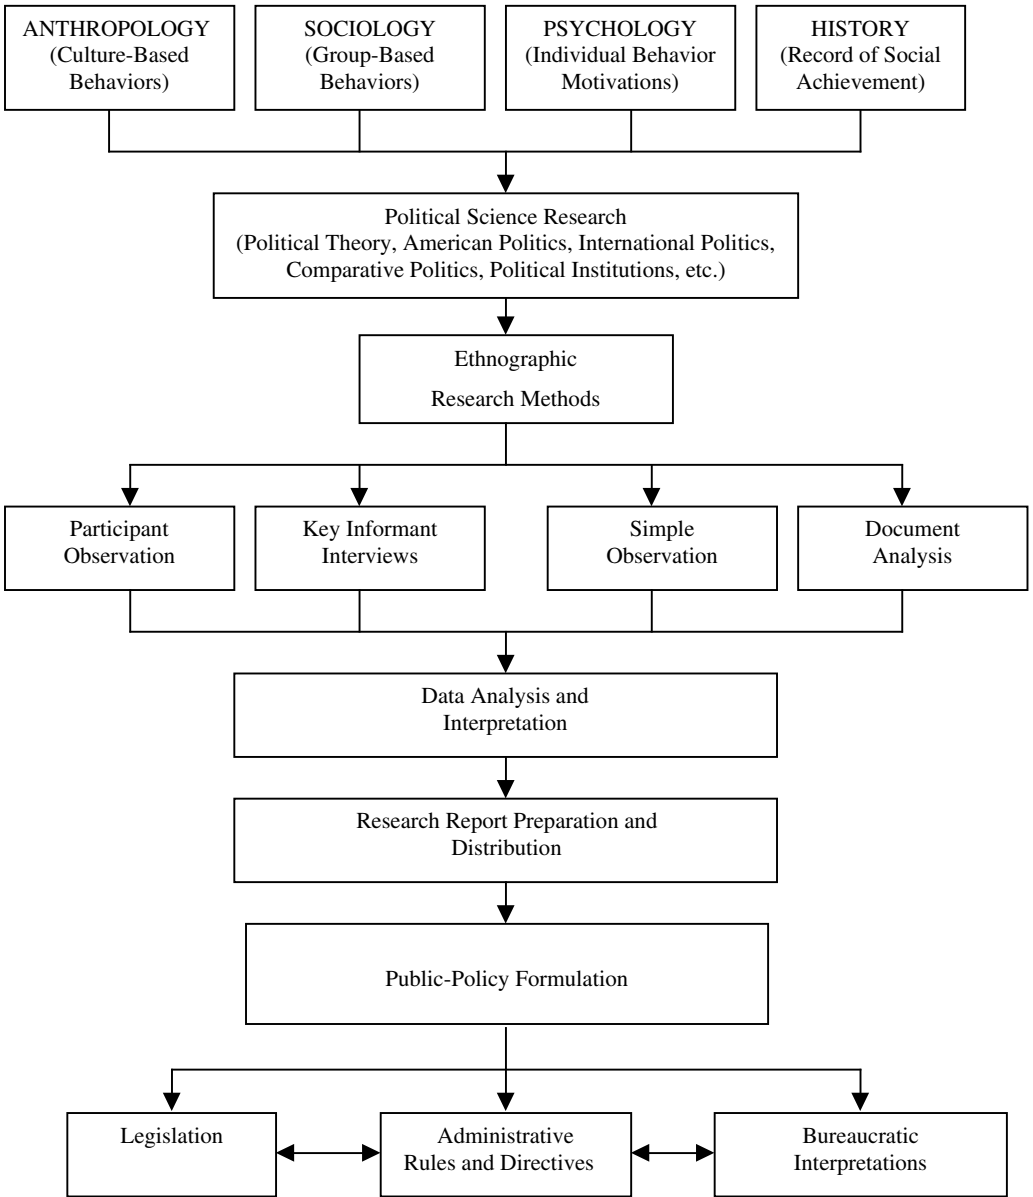 ANTHROPOLOGY
(Culture-Based
Behaviors)
SOCIOLOGY
(Group-Based
Behaviors)
PSYCHOLOGY
(Individual Behavior
Motivations)
HISTORY
(Record of Social
Achievement)
Political Science Research
(Political Theory, American Politics, International Politics,
Comparative Politics, Political Institutions, etc.)
Ethnographic
Research Methods
Participant
Observation
Key Informant
Interviews
Simple
Observation
Document
Analysis
Data Analysis and
Interpretation
Research Report Preparation and
Distribution
Public-Policy Formulation
Legislation
Administrative
Rules and Directives
Bureaucratic
Interpretations